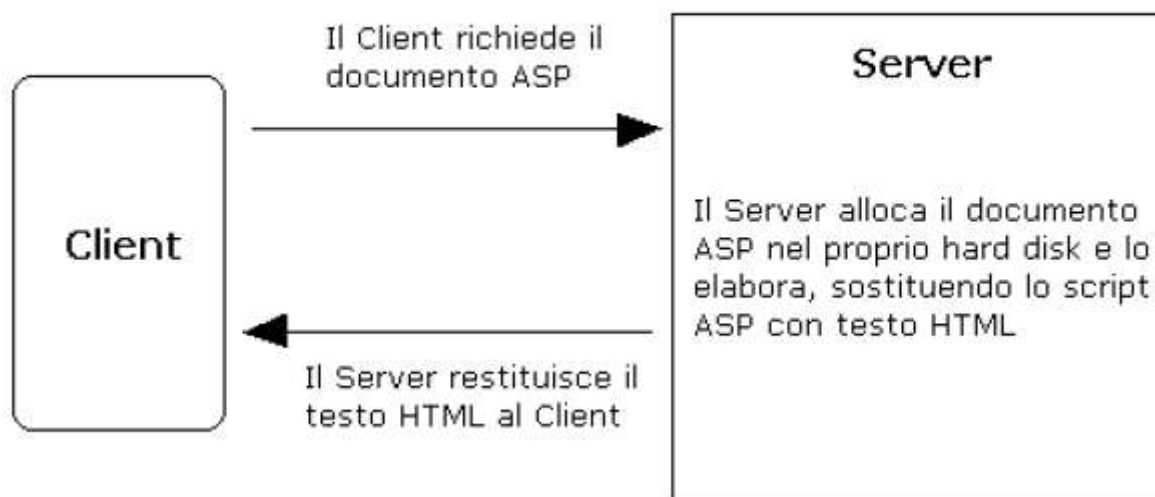 Il Client richiede il
documento ASP
Server
Client
Il Server alloca il documento
ASP nel proprio hard disk e lo
elabora, sostituendo lo script
ASP con testo HTML
Il Server restituisce il
testo HTML al Client